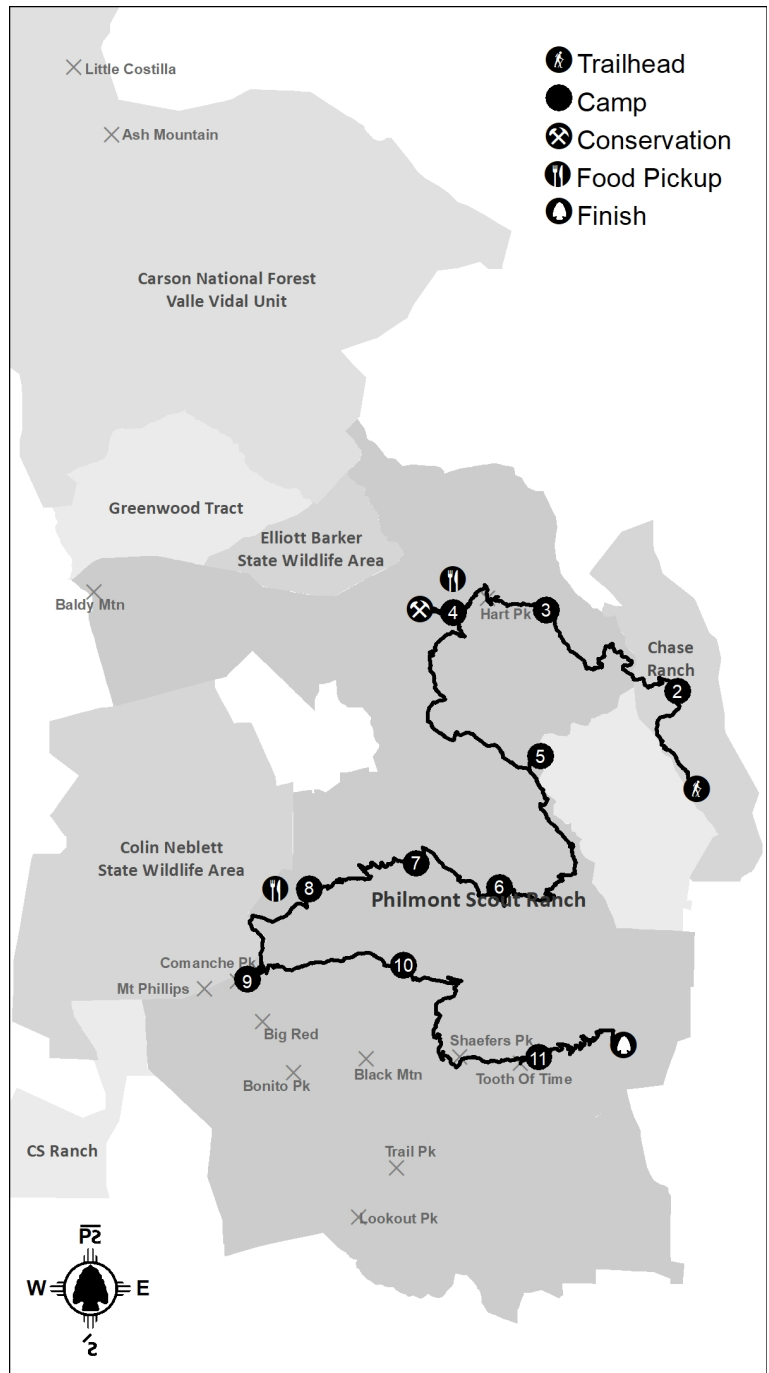 Little Costilla
Trailhead
Camp
Ash Mountain
Conservation
Food Pickup
Finish
Carson National Forest
Valle Vidal Unit
Greenwood Tract
Elliott Barker
State Wildlife Area
Baldy Mtn
4
Hart Pk
3
Chase
Ranch
2
5
Colin Neblett
State Wildlife Area
7
8
6
Philmont Scout Ranch
Comanche Pk
10
9
Mt Phillips
Big Red
Shaefers Pk
11
Black Mtn
Tooth Of Time
Bonito Pk
CS Ranch
Trail Pk
Lookout Pk
W
E